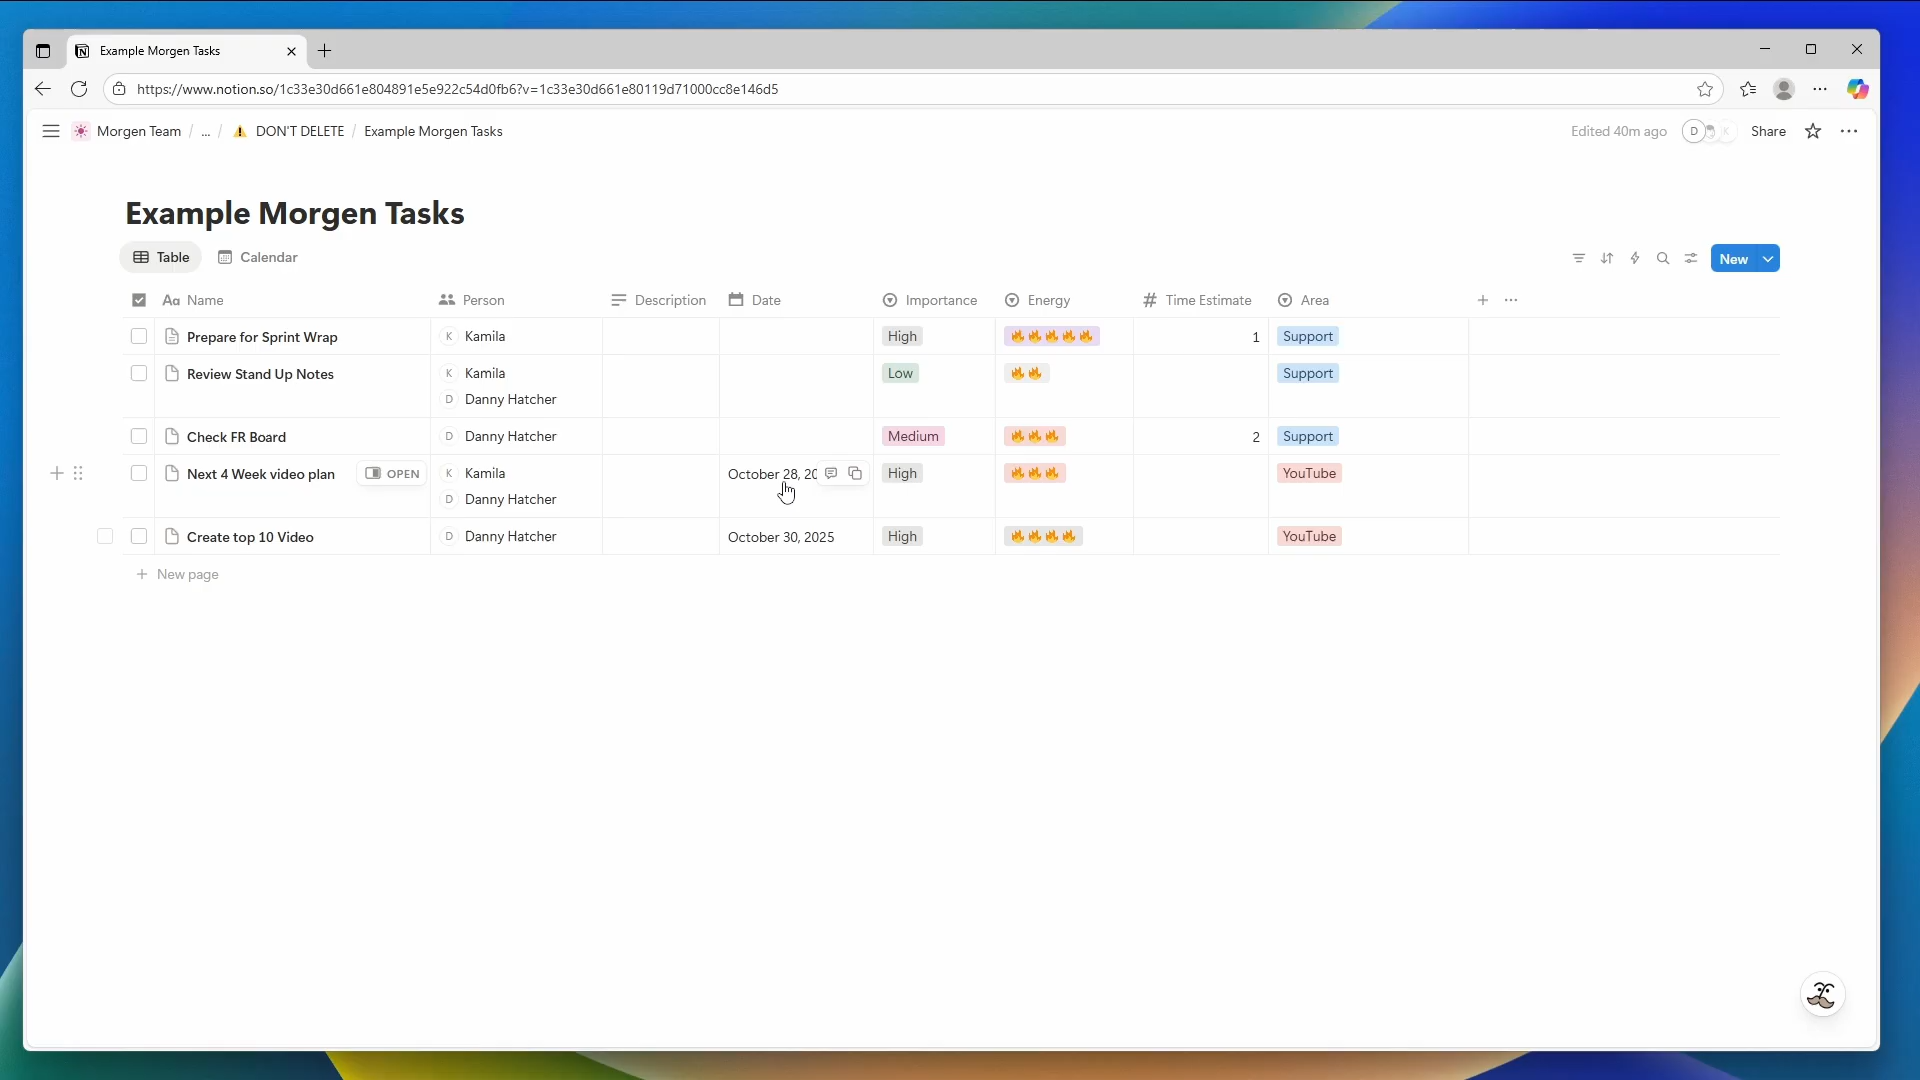 Example Morgen Tasks
https://www.notion.so/1c33e30d661e804891e5e922c54d0fb6?v=1c33e30d661e80119d71000cc8e146d5
Morgen Team / ... / DON'T DELETE / Example Morgen Tasks
Edited 40m ago D K Share
Example Morgen Tasks
Table Calendar
New
Aa Name Person Description Date Importance Energy # Time Estimate Area
Prepare for Sprint Wrap K Kamila High 1 Support
Review Stand Up Notes K Kamila Low Support
D Danny Hatcher
Check FR Board D Danny Hatcher Medium 2 Support
Next 4 Week video plan OPEN K Kamila October 28, 20 High YouTube
D Danny Hatcher
Create top 10 Video D Danny Hatcher October 30, 2025 High YouTube
+ New page